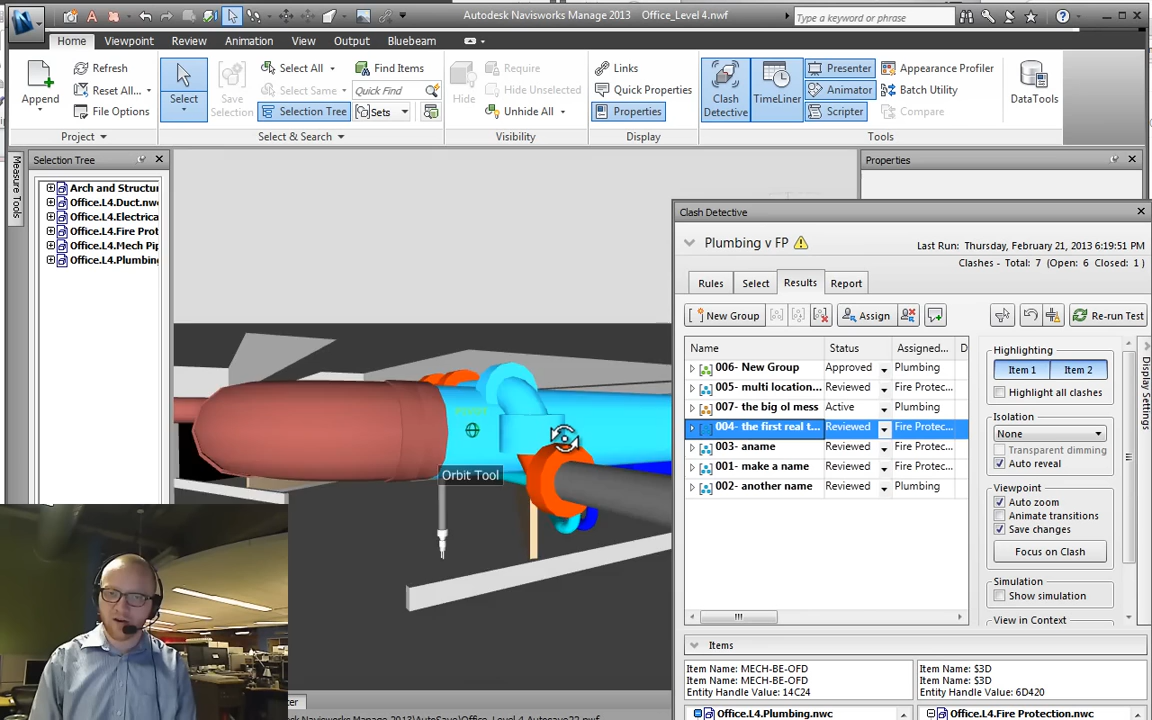 Autodesk Navisworks Manage 2013 Office_Level 4.nwf
Type a keyword or phrase
Home Viewpoint Review Animation View Output Bluebeam
Append
Refresh
Reset All...
File Options
Project
Select
Save Selection
Select All
Select Same
Selection Tree
Find Items
Quick Find
Sets
Select & Search
Hide
Require
Hide Unselected
Unhide All
Visibility
Links
Quick Properties
Properties
Display
Clash Detective
TimeLiner
Presenter
Animator
Scripter
Appearance Profiler
Batch Utility
Compare
Tools
DataTools
Measure Tools
Selection Tree
Arch and Structu
Office.L4.Duct.nwc
Office.L4.Electrica
Office.L4.Fire Prot
Office.L4.Mech Pip
Office.L4.Plumbing
Orbit Tool
Properties
Clash Detective
Plumbing v FP
Last Run: Thursday, February 21, 2013 6:19:51 PM
Clashes - Total: 7 (Open: 6 Closed: 1 )
Rules Select Results Report
New Group Assign Re-run Test
Name Status Assigned... D
006- New Group Approved Plumbing
005- multi location... Reviewed Fire Protec...
007- the big ol mess Active Plumbing
004- the first real t... Reviewed Fire Protec...
003- aname Reviewed Fire Protec...
001- make a name Reviewed Fire Protec...
002- another name Reviewed Plumbing
Highlighting
Item 1 Item 2
Highlight all clashes
Isolation
None
Transparent dimming
Auto reveal
Viewpoint
Auto zoom
Animate transitions
Save changes
Focus on Clash
Simulation
Show simulation
View in Context
Display Settings
Items
Item Name: MECH-BE-OFD
Item Name: MECH-BE-OFD
Entity Handle Value: 14C24
Item Name: $3D
Item Name: $3D
Entity Handle Value: 6D420
Office.L4.Plumbing.nwc
Office.L4.Fire Protection.nwc